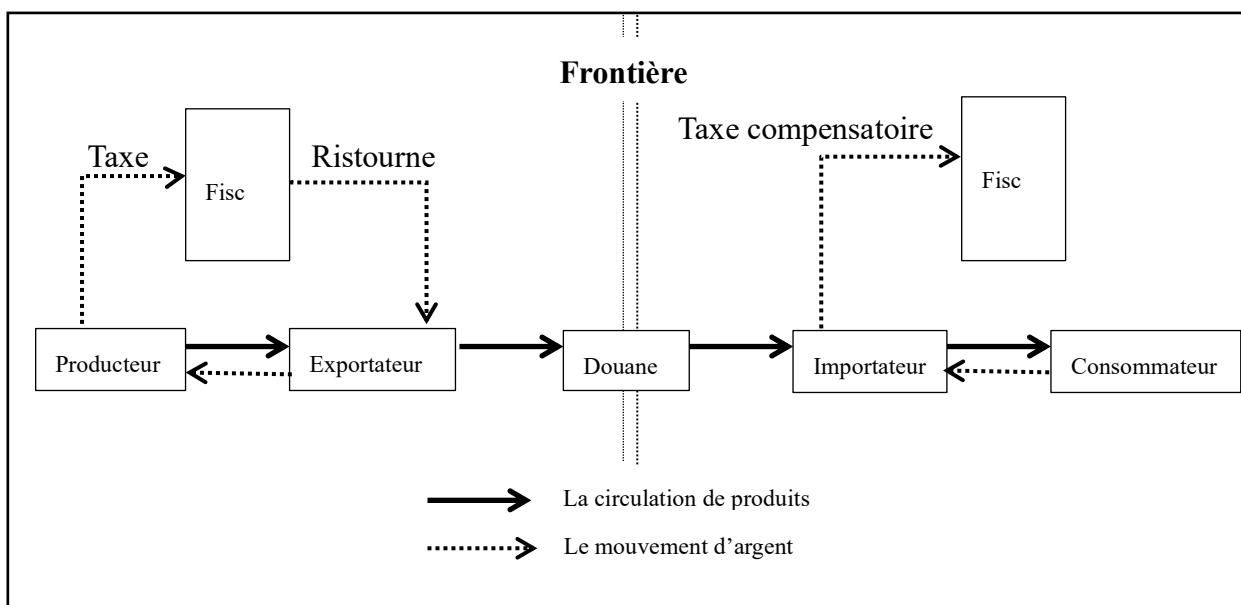 Frontière
Taxe
Ristourne
Taxe compensatoire
Fisc
Fisc
Producteur
Exportateur
Douane
Importateur
Consommateur
La circulation de produits
Le mouvement d’argent